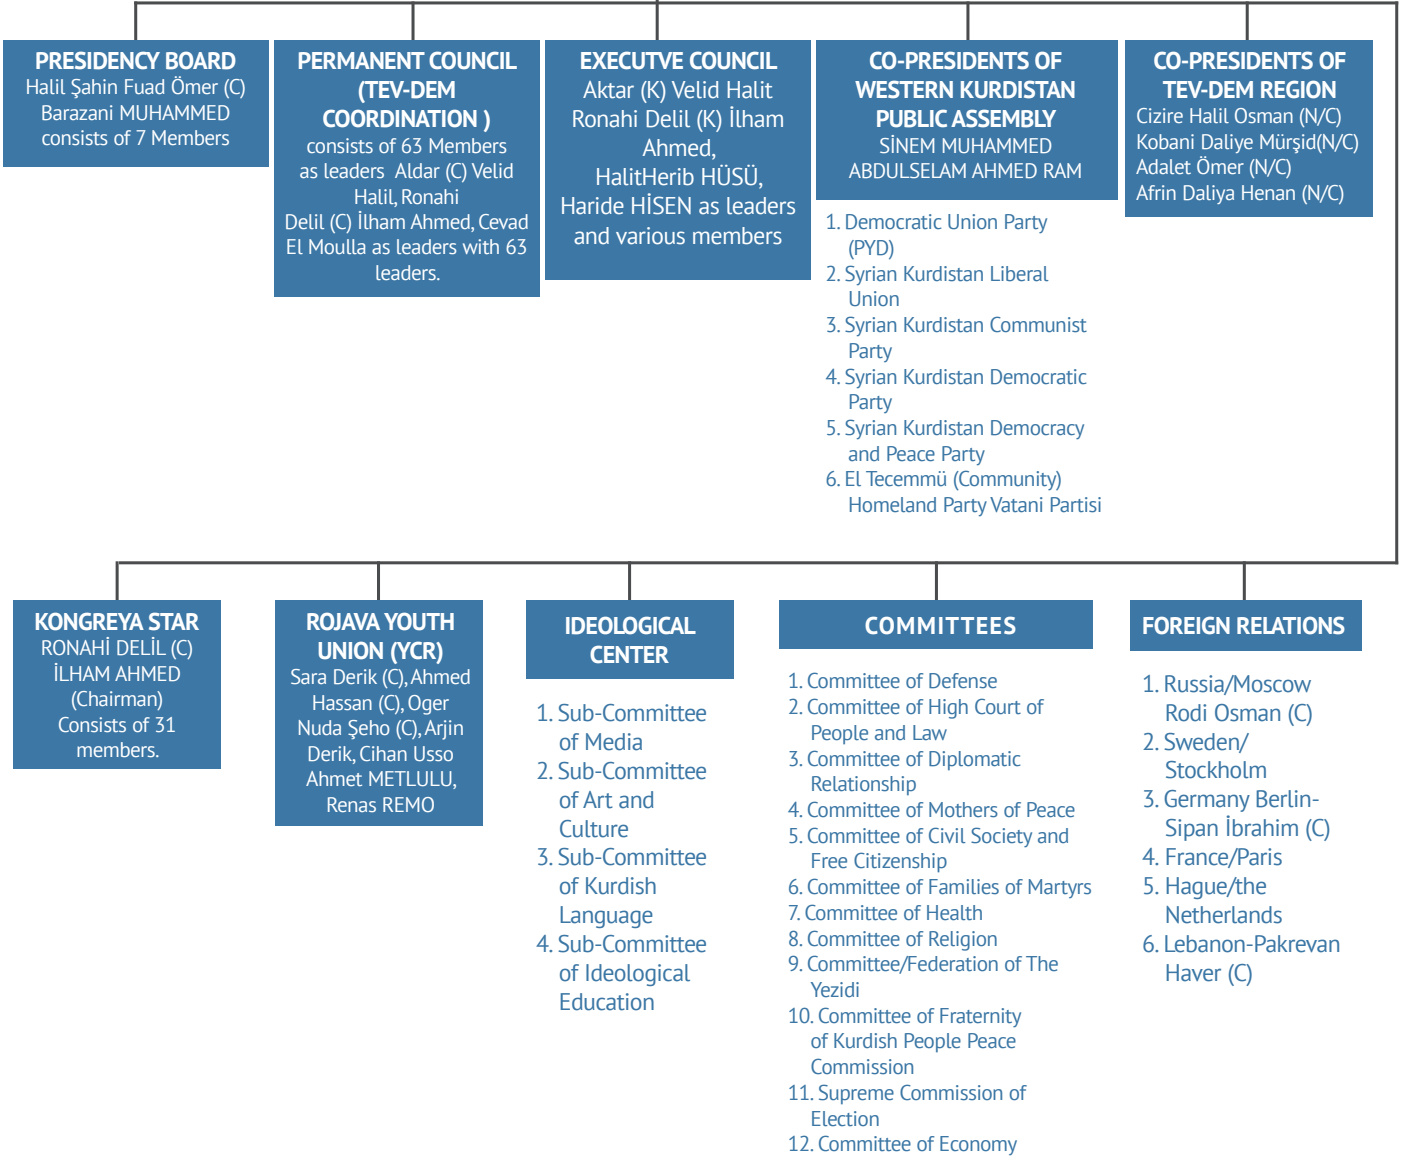 PRESIDENCY BOARD
Halil Şahin Fuad Ömer (C)
Barazani MUHAMMED
consists of 7 Members
PERMANENT COUNCIL
(TEV-DEM
COORDINATION )
consists of 63 Members
as leaders Aldar (C) Velid
Halil, Ronahi
Delil (C) İlham Ahmed, Cevad
El Moulla as leaders with 63
leaders.
EXECUTVE COUNCIL
Aktar (K) Velid Halit
Ronahi Delil (K) İlham
Ahmed,
HalitHerib HÜSÜ,
Haride HİSEN as leaders
and various members
CO-PRESIDENTS OF
WESTERN KURDISTAN
PUBLIC ASSEMBLY
SİNEM MUHAMMED
ABDULSELAM AHMED RAM
1. Democratic Union Party
(PYD)
2. Syrian Kurdistan Liberal
Union
3. Syrian Kurdistan Communist
Party
4. Syrian Kurdistan Democratic
Party
5. Syrian Kurdistan Democracy
and Peace Party
6. El Tecemmü (Community)
Homeland Party Vatani Partisi
CO-PRESIDENTS OF
TEV-DEM REGION
Cizire Halil Osman (N/C)
Kobani Daliye Mürşid(N/C)
Adalet Ömer (N/C)
Afrin Daliya Henan (N/C)
KONGREYA STAR
RONAHİ DELİL (C)
İLHAM AHMED
(Chairman)
Consists of 31
members.
ROJAVA YOUTH
UNION (YCR)
Sara Derik (C), Ahmed
Hassan (C), Oger
Nuda Şeho (C), Arjin
Derik, Cihan Usso
Ahmet METLULU,
Renas REMO
IDEOLOGICAL
CENTER
1. Sub-Committee
of Media
2. Sub-Committee
of Art and
Culture
3. Sub-Committee
of Kurdish
Language
4. Sub-Committee
of Ideological
Education
COMMITTEES
1. Committee of Defense
2. Committee of High Court of
People and Law
3. Committee of Diplomatic
Relationship
4. Committee of Mothers of Peace
5. Committee of Civil Society and
Free Citizenship
6. Committee of Families of Martyrs
7. Committee of Health
8. Committee of Religion
9. Committee/Federation of The
Yezidi
10. Committee of Fraternity
of Kurdish People Peace
Commission
11. Supreme Commission of
Election
12. Committee of Economy
FOREIGN RELATIONS
1. Russia/Moscow
Rodi Osman (C)
2. Sweden/
Stockholm
3. Germany Berlin-
Sipan İbrahim (C)
4. France/Paris
5. Hague/the
Netherlands
6. Lebanon-Pakrevan
Haver (C)